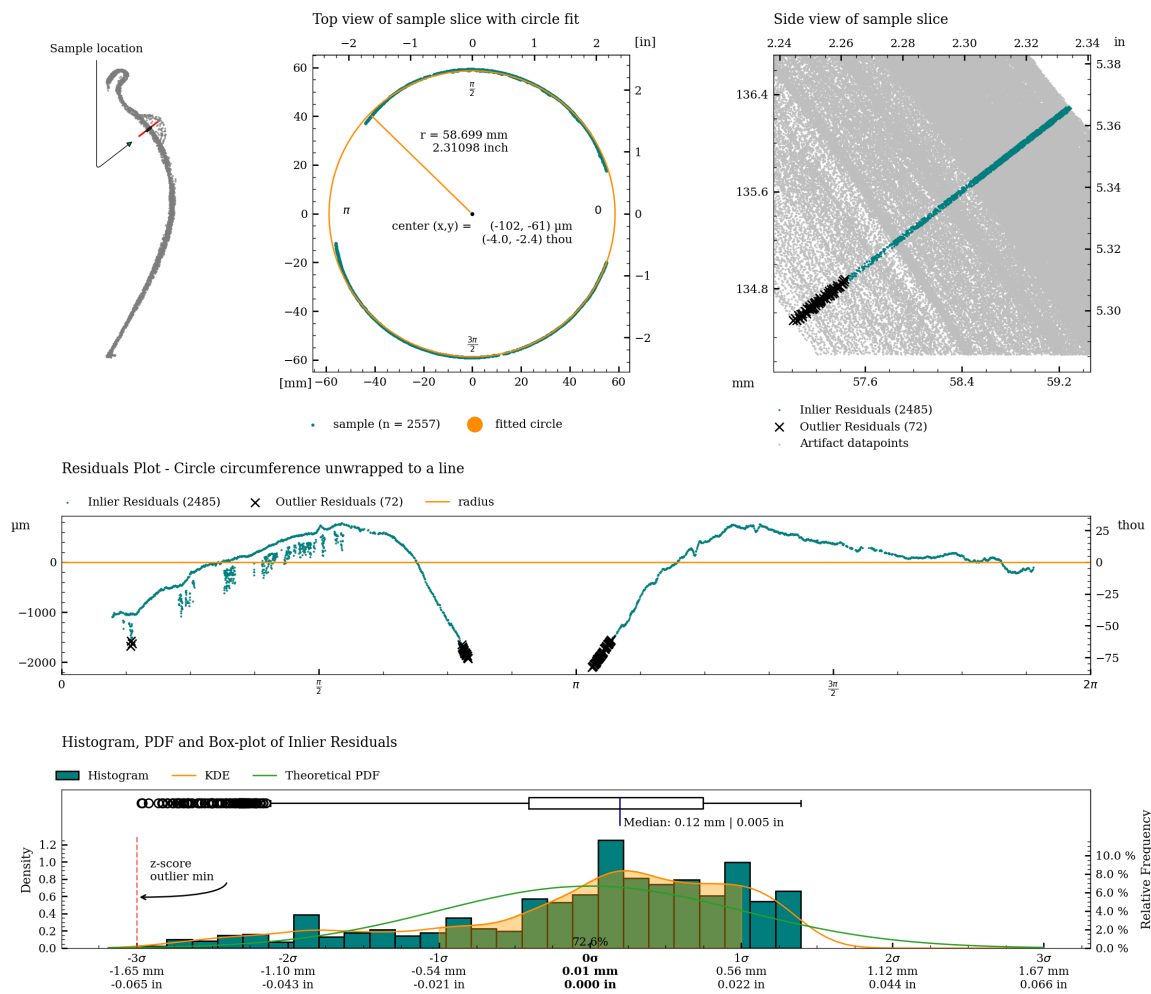 Top view of sample slice with circle fit
Side view of sample slice
Sample location
−2 −1 0 1 2 [in]
2.24 2.26 2.28 2.30 2.32 2.34 in
60
40
20
0
−20
−40
−60
2
1
0
−1
−2
π/2
π
0
3π/2
r = 58.699 mm
2.31098 inch
center (x,y) = (-102, -61) µm
(-4.0, -2.4) thou
[mm] −60 −40 −20 0 20 40 60
136.4
135.6
134.8
5.38
5.36
5.34
5.32
5.30
mm 57.6 58.4 59.2
sample (n = 2557) fitted circle
Inlier Residuals (2485)
Outlier Residuals (72)
Artifact datapoints
Residuals Plot - Circle circumference unwrapped to a line
Inlier Residuals (2485) Outlier Residuals (72) radius
µm
thou
0
−1000
−2000
25
0
−25
−50
−75
0 π/2 π 3π/2 2π
Histogram, PDF and Box-plot of Inlier Residuals
Histogram KDE Theoretical PDF
Median: 0.12 mm | 0.005 in
z-score
outlier min
Density
1.2
1.0
0.8
0.6
0.4
0.2
0.0
10.0 %
8.0 %
6.0 %
4.0 %
2.0 %
0.0 %
Relative Frequency
72.6%
-3σ -2σ -1σ 0σ 1σ 2σ 3σ
-1.65 mm -1.10 mm -0.54 mm 0.01 mm 0.56 mm 1.12 mm 1.67 mm
-0.065 in -0.043 in -0.021 in 0.000 in 0.022 in 0.044 in 0.066 in